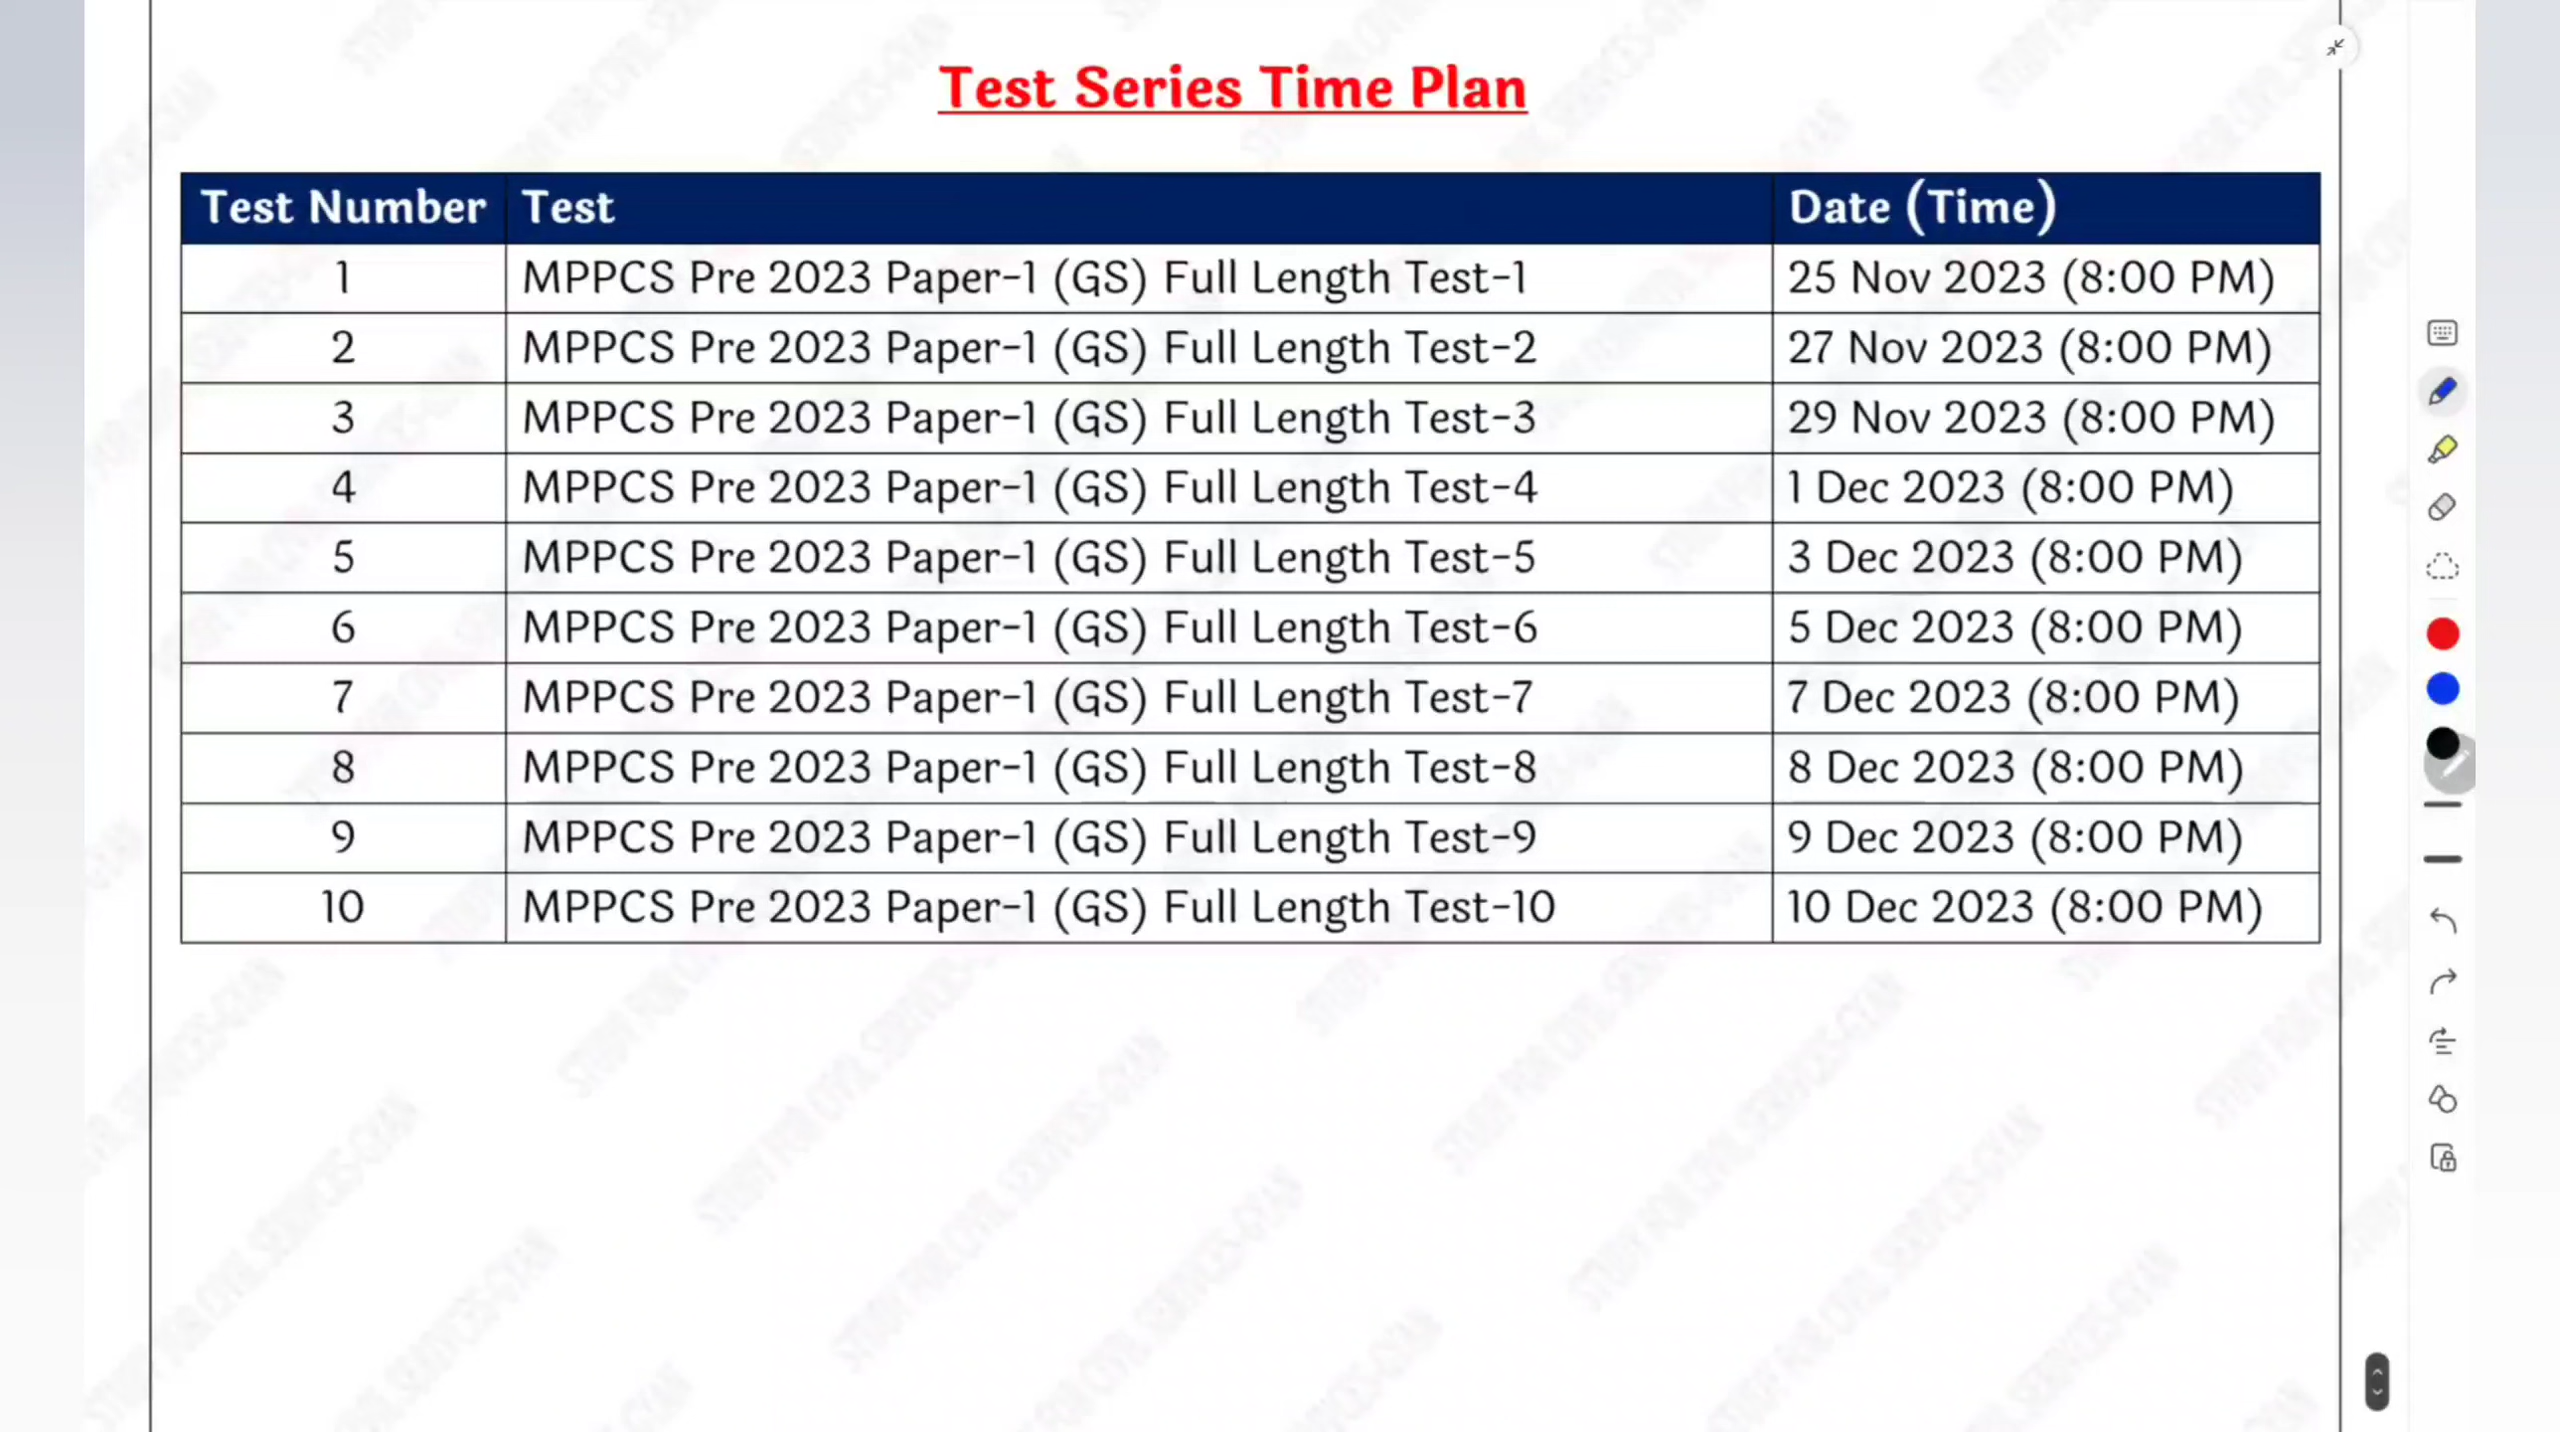 Test Series Time Plan
Test Number Test Date (Time)
1 MPPCS Pre 2023 Paper-1 (GS) Full Length Test-1 25 Nov 2023 (8:00 PM)
2 MPPCS Pre 2023 Paper-1 (GS) Full Length Test-2 27 Nov 2023 (8:00 PM)
3 MPPCS Pre 2023 Paper-1 (GS) Full Length Test-3 29 Nov 2023 (8:00 PM)
4 MPPCS Pre 2023 Paper-1 (GS) Full Length Test-4 1 Dec 2023 (8:00 PM)
5 MPPCS Pre 2023 Paper-1 (GS) Full Length Test-5 3 Dec 2023 (8:00 PM)
6 MPPCS Pre 2023 Paper-1 (GS) Full Length Test-6 5 Dec 2023 (8:00 PM)
7 MPPCS Pre 2023 Paper-1 (GS) Full Length Test-7 7 Dec 2023 (8:00 PM)
8 MPPCS Pre 2023 Paper-1 (GS) Full Length Test-8 8 Dec 2023 (8:00 PM)
9 MPPCS Pre 2023 Paper-1 (GS) Full Length Test-9 9 Dec 2023 (8:00 PM)
10 MPPCS Pre 2023 Paper-1 (GS) Full Length Test-10 10 Dec 2023 (8:00 PM)
STUDY FOR CIVIL SERVICES-GYAN